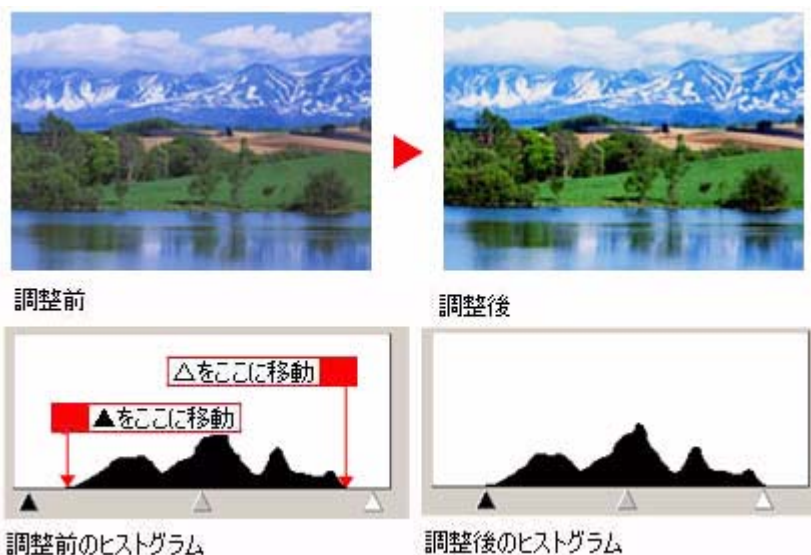 調整前
調整後
△をここに移動
▲をここに移動
調整前のヒストグラム
調整後のヒストグラム